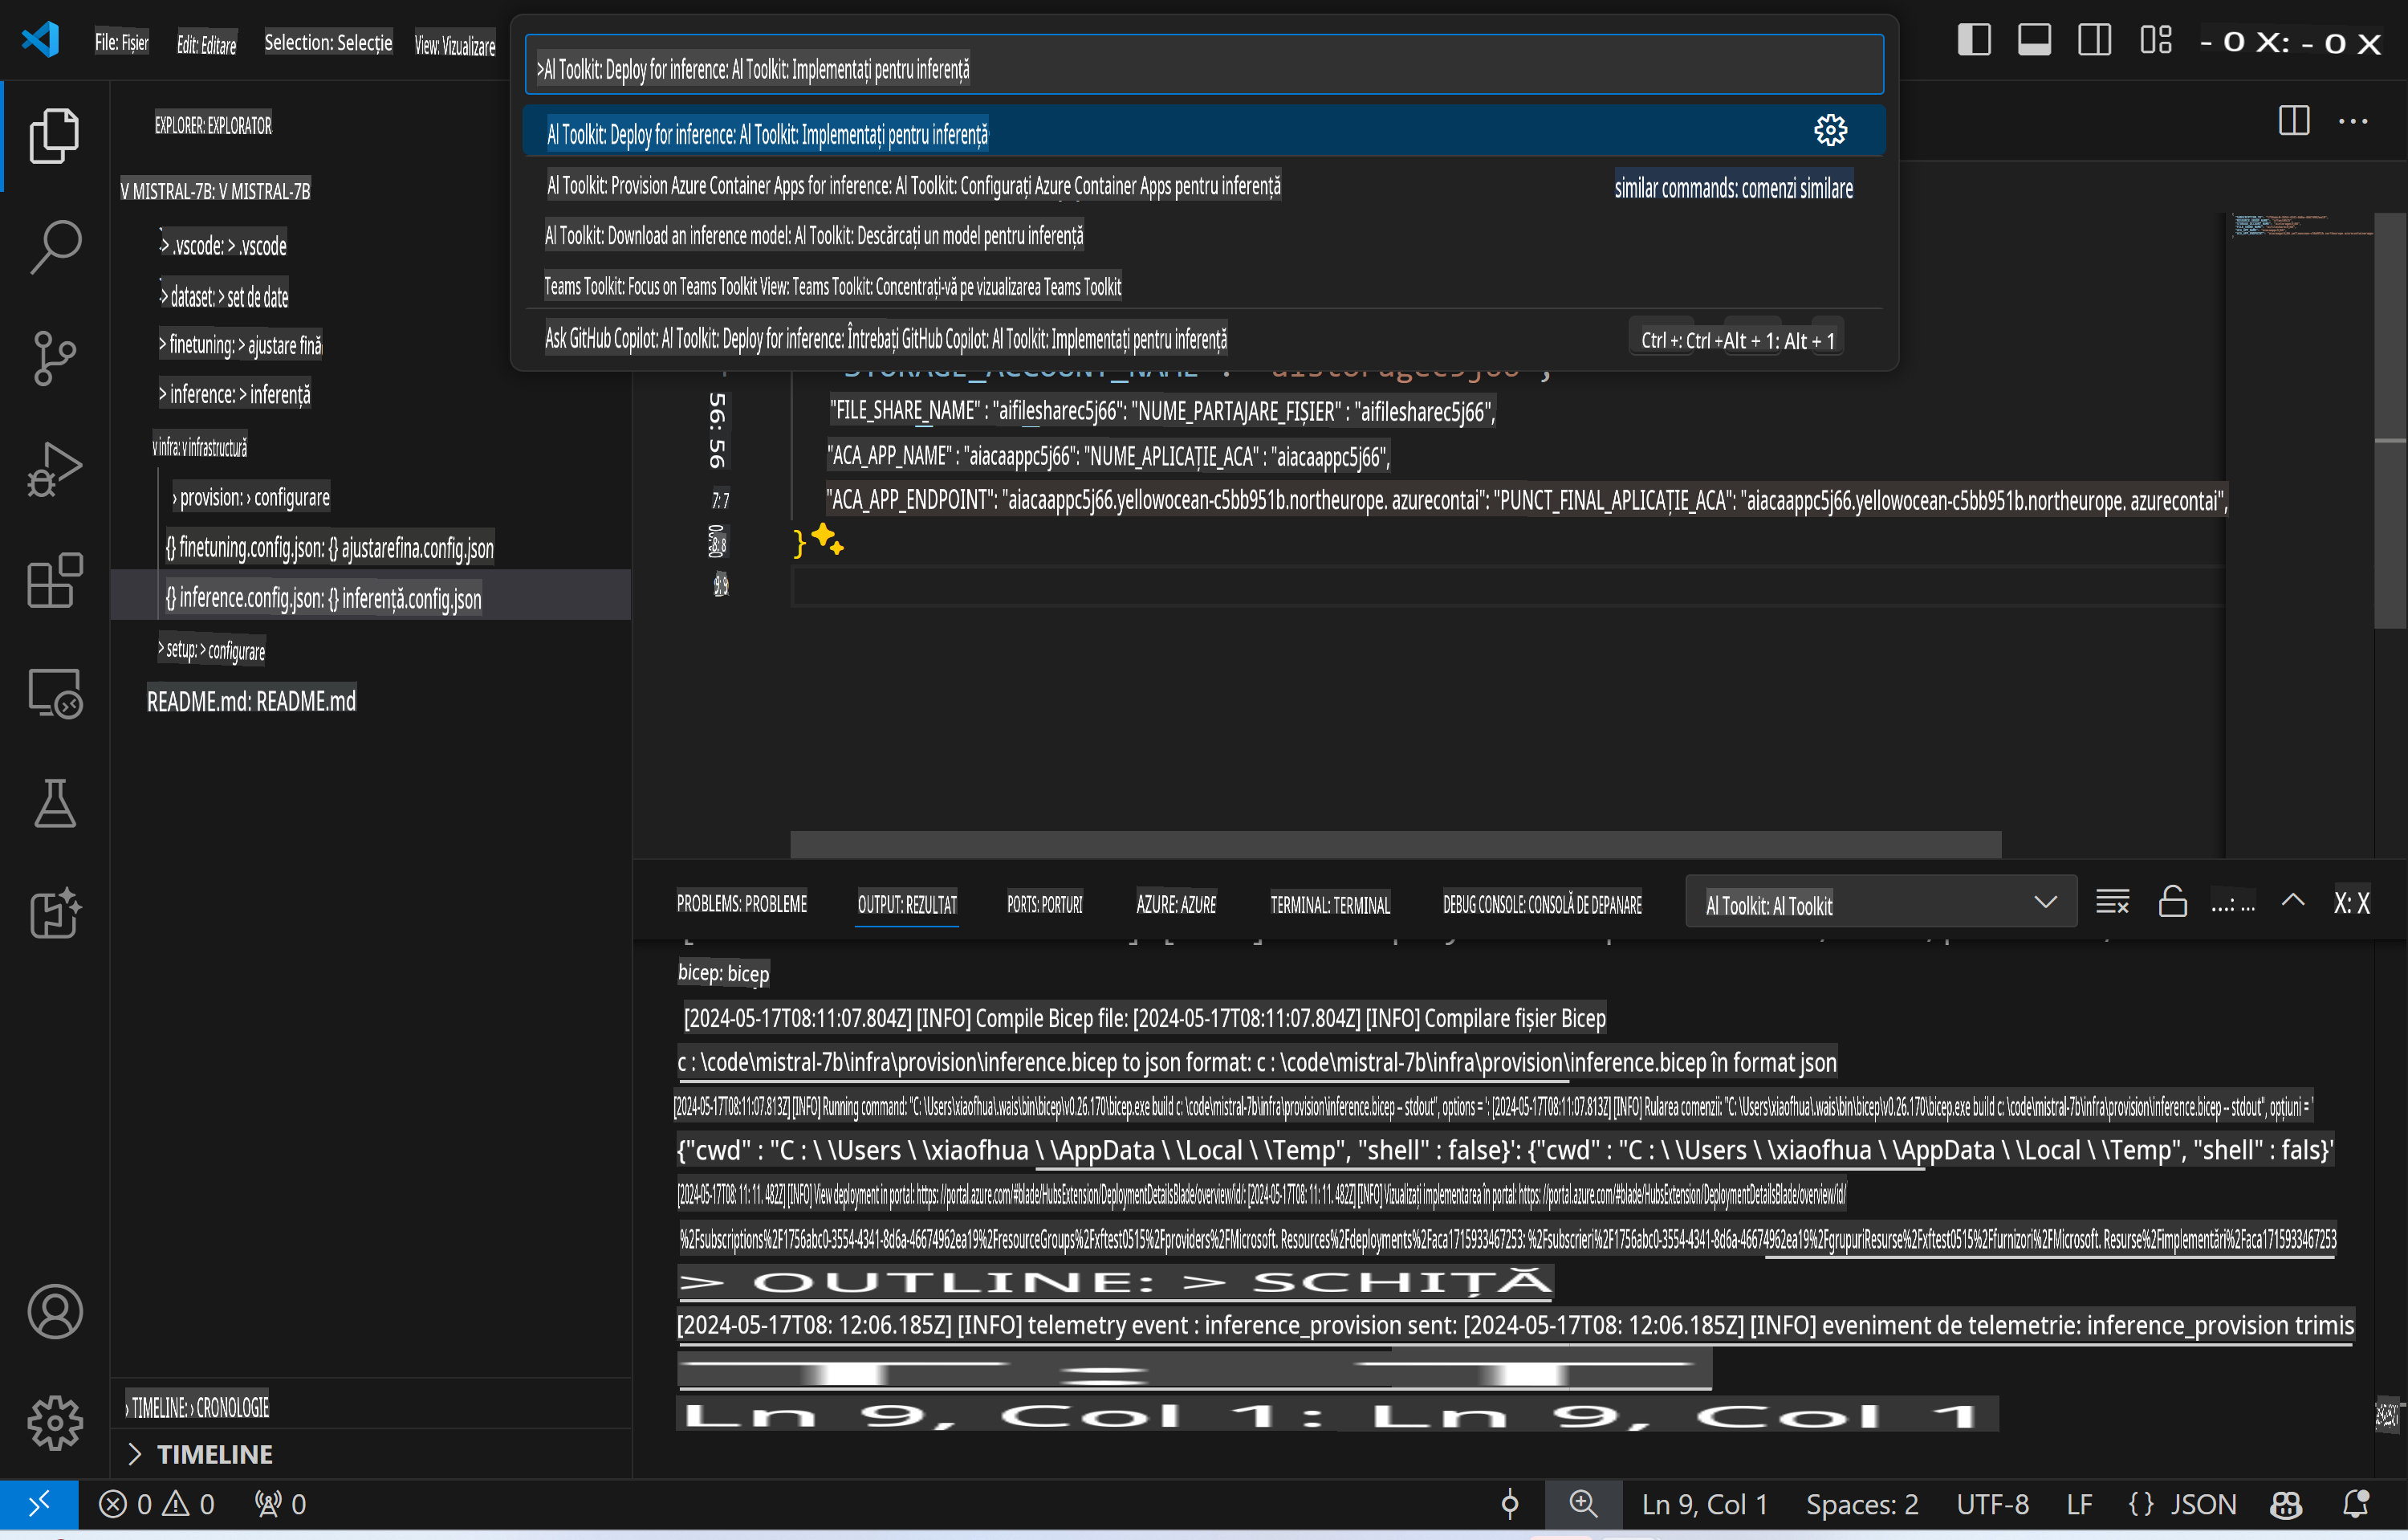 File: Fișier
Edit: Editare
Selection: Selecție
View: Vizualizare
- O X: - O X
>Al Toolkit: Deploy for inference: Al Toolkit: Implementați pentru inferență
Al Toolkit: Deploy for inference: Al Toolkit: Implementați pentru inferență
Al Toolkit: Provision Azure Container Apps for inference: Al Toolkit: Configurați Azure Container Apps pentru inferență
similar commands: comenzi similare
Al Toolkit: Download an inference model: Al Toolkit: Descărcați un model pentru inferență
Teams Toolkit: Focus on Teams Toolkit View: Teams Toolkit: Concentrați-vă pe vizualizarea Teams Toolkit
Ask GitHub Copilot: Al Toolkit: Deploy for inference: Întrebați GitHub Copilot: Al Toolkit: Implementați pentru inferență
Ctrl +: Ctrl +Alt + 1: Alt + 1
EXPLORER: EXPLORATOR
V MISTRAL-7B: V MISTRAL-7B
> .vscode: > .vscode
> dataset: > set de date
> finetuning: > ajustare fină
> inference: > inferență
v infra: v infrastructură
› provision: › configurare
{} finetuning.config.json: {} ajustarefina.config.json
{} inference.config.json: {} inferență.config.json
> setup: > configurare
README.md: README.md
› TIMELINE: › CRONOLOGIE
TIMELINE
56: 56
"FILE_SHARE_NAME" : "aifilesharec5j66": "NUME_PARTAJARE_FIȘIER" : "aifilesharec5j66",
"ACA_APP_NAME" : "aiacaappc5j66": "NUME_APLICAȚIE_ACA" : "aiacaappc5j66",
7: 7 "ACA_APP_ENDPOINT": "aiacaappc5j66.yellowocean-c5bb951b.northeurope. azurecontai": "PUNCT_FINAL_APLICAȚIE_ACA": "aiacaappc5j66.yellowocean-c5bb951b.northeurope. azurecontai",
8: 8 }
9: 9
PROBLEMS: PROBLEME
OUTPUT: REZULTAT
PORTS: PORTURI
AZURE: AZURE
TERMINAL: TERMINAL
DEBUG CONSOLE: CONSOLĂ DE DEPANARE
Al Toolkit: Al Toolkit
...: ...
X: X
bicep: bicep
[2024-05-17T08:11:07.804Z] [INFO] Compile Bicep file: [2024-05-17T08:11:07.804Z] [INFO] Compilare fișier Bicep
c : \code\mistral-7b\infra\provision\inference.bicep to json format: c : \code\mistral-7b\infra\provision\inference.bicep în format json
[2024-05-17T08:11:07.813Z] [INFO] Running command: "C: \Users\xiaofhua\.wais\bin\bicep\v0.26.170\bicep.exe build c: \code\mistral-7b\infra\provision\inference.bicep -- stdout", options = ': [2024-05-17T08:11:07.813Z] [INFO] Rularea comenzii: "C: \Users\xiaofhua\.wais\bin\bicep\v0.26.170\bicep.exe build c: \code\mistral-7b\infra\provision\inference.bicep -- stdout", opțiuni = '
{"cwd" : "C : \ \Users \ \xiaofhua \ \AppData \ \Local \ \Temp", "shell" : false}': {"cwd" : "C : \ \Users \ \xiaofhua \ \AppData \ \Local \ \Temp", "shell" : fals}'
[2024-05-17T08: 11: 11. 482Z] [INFO] View deployment in portal: https: //portal.azure.com/#blade/HubsExtension/DeploymentDetailsBlade/overview/id/: [2024-05-17T08: 11: 11. 482Z] [INFO] Vizualizați implementarea în portal: https: //portal.azure.com/#blade/HubsExtension/DeploymentDetailsBlade/overview/id/
%2Fsubscriptions%2F1756abc0-3554-4341-8d6a-46674962ea19%2FresourceGroups%2Fxftest0515%2Fproviders%2FMicrosoft. Resources%2Fdeployments%2Faca1715933467253: %2Fsubscrieri%2F1756abc0-3554-4341-8d6a-46674962ea19%2FgrupuriResurse%2Fxftest0515%2Ffurnizori%2FMicrosoft. Resurse%2Fimplementări%2Faca1715933467253
> OUTLINE: > SCHIȚĂ
[2024-05-17T08: 12:06.185Z] [INFO] telemetry event : inference_provision sent: [2024-05-17T08: 12:06.185Z] [INFO] eveniment de telemetrie: inference_provision trimis
Ln 9, Col 1: Ln 9, Col 1
0 0 0
Ln 9, Col 1
Spaces: 2
UTF-8
LF
{ } JSON